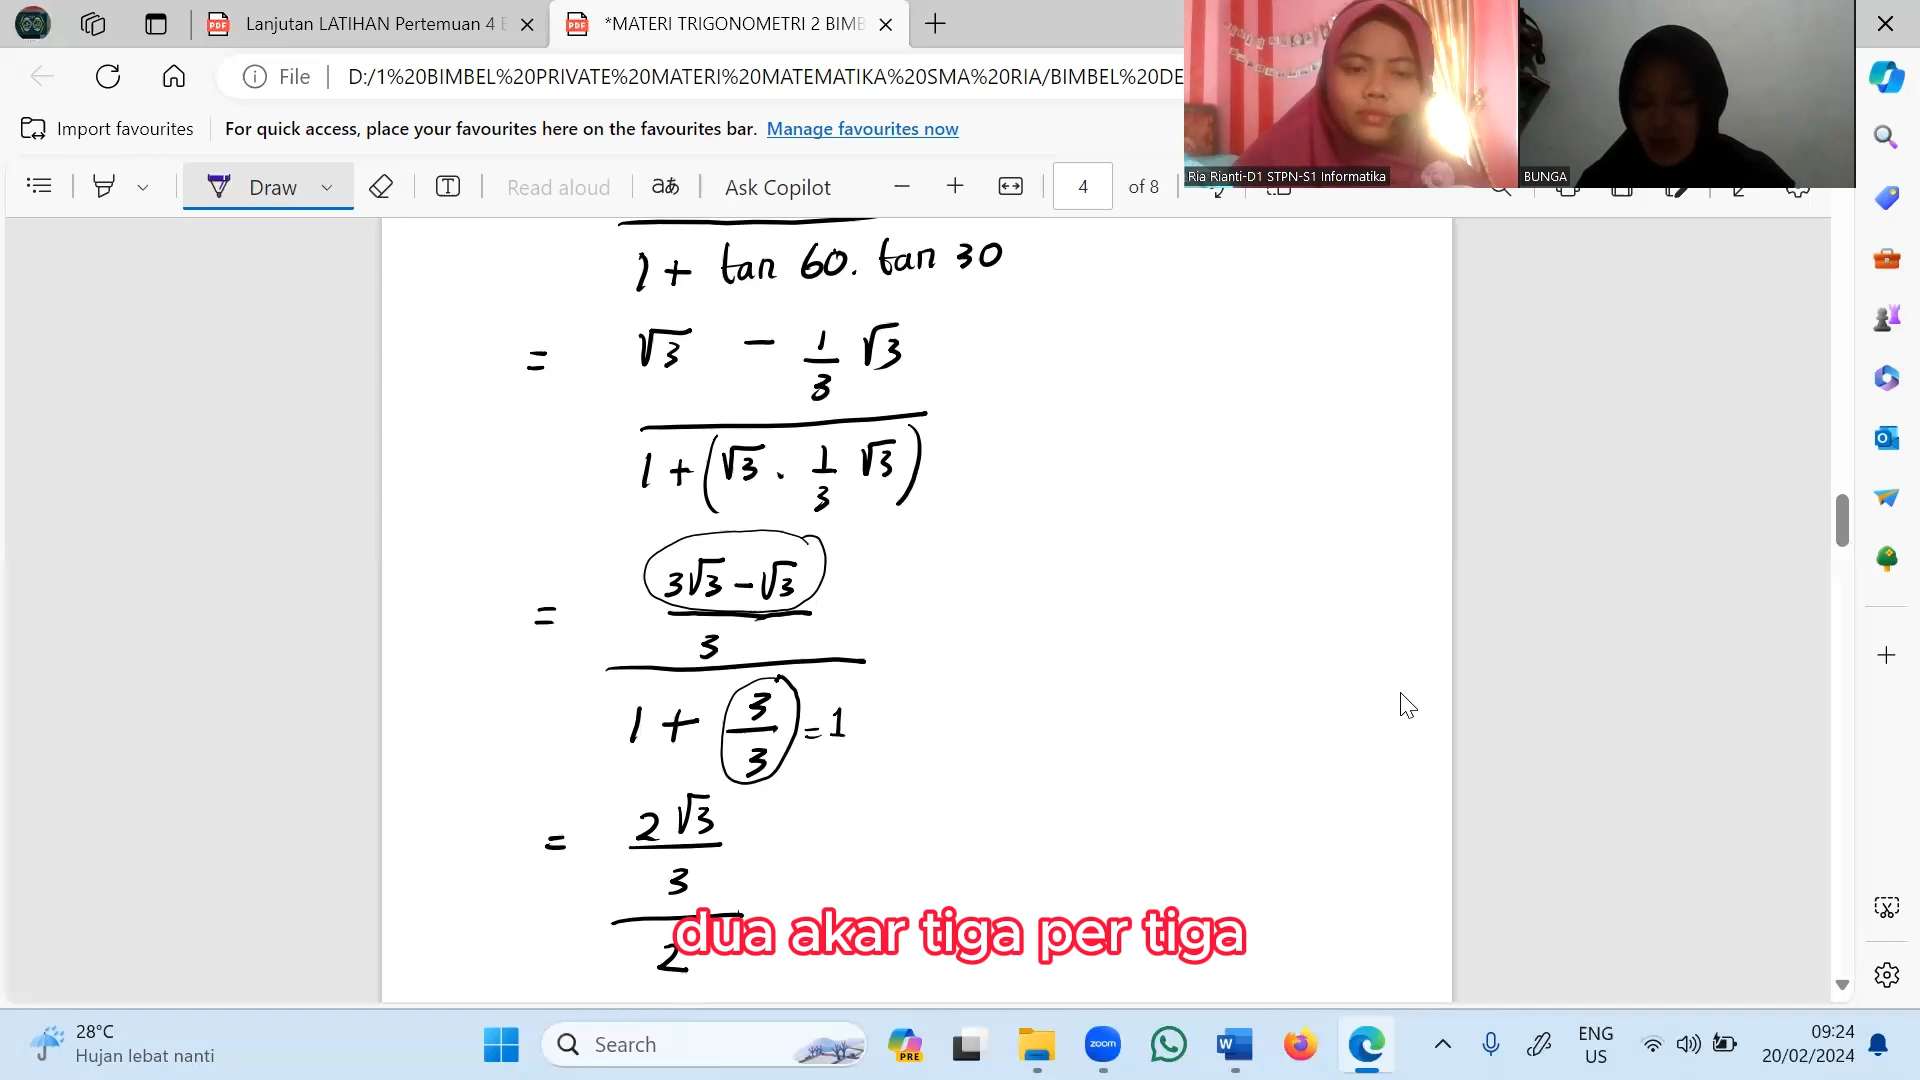 Lanjutan LATIHAN Pertemuan 4 B
*MATERI TRIGONOMETRI 2 BIMB
File
D:/1%20BIMBEL%20PRIVATE%20MATERI%20MATEMATIKA%20SMA%20RIA/BIMBEL%20DE
Import favourites
For quick access, place your favourites here on the favourites bar. Manage favourites now
Draw
Read aloud
aあ
Ask Copilot
4 of 8
Ria Rianti-D1 STPN-S1 Informatika
BUNGA
1 + tan 60 . tan 30
= √3 - 1/3 √3
1 + (√3 . 1/3 √3)
= 3√3 - √3
3
1 + 3/3 = 1
= 2√3
3
2
dua akar tiga per tiga
28°C
Hujan lebat nanti
Search
PRE
zoom
ENG
US
09:24
20/02/2024